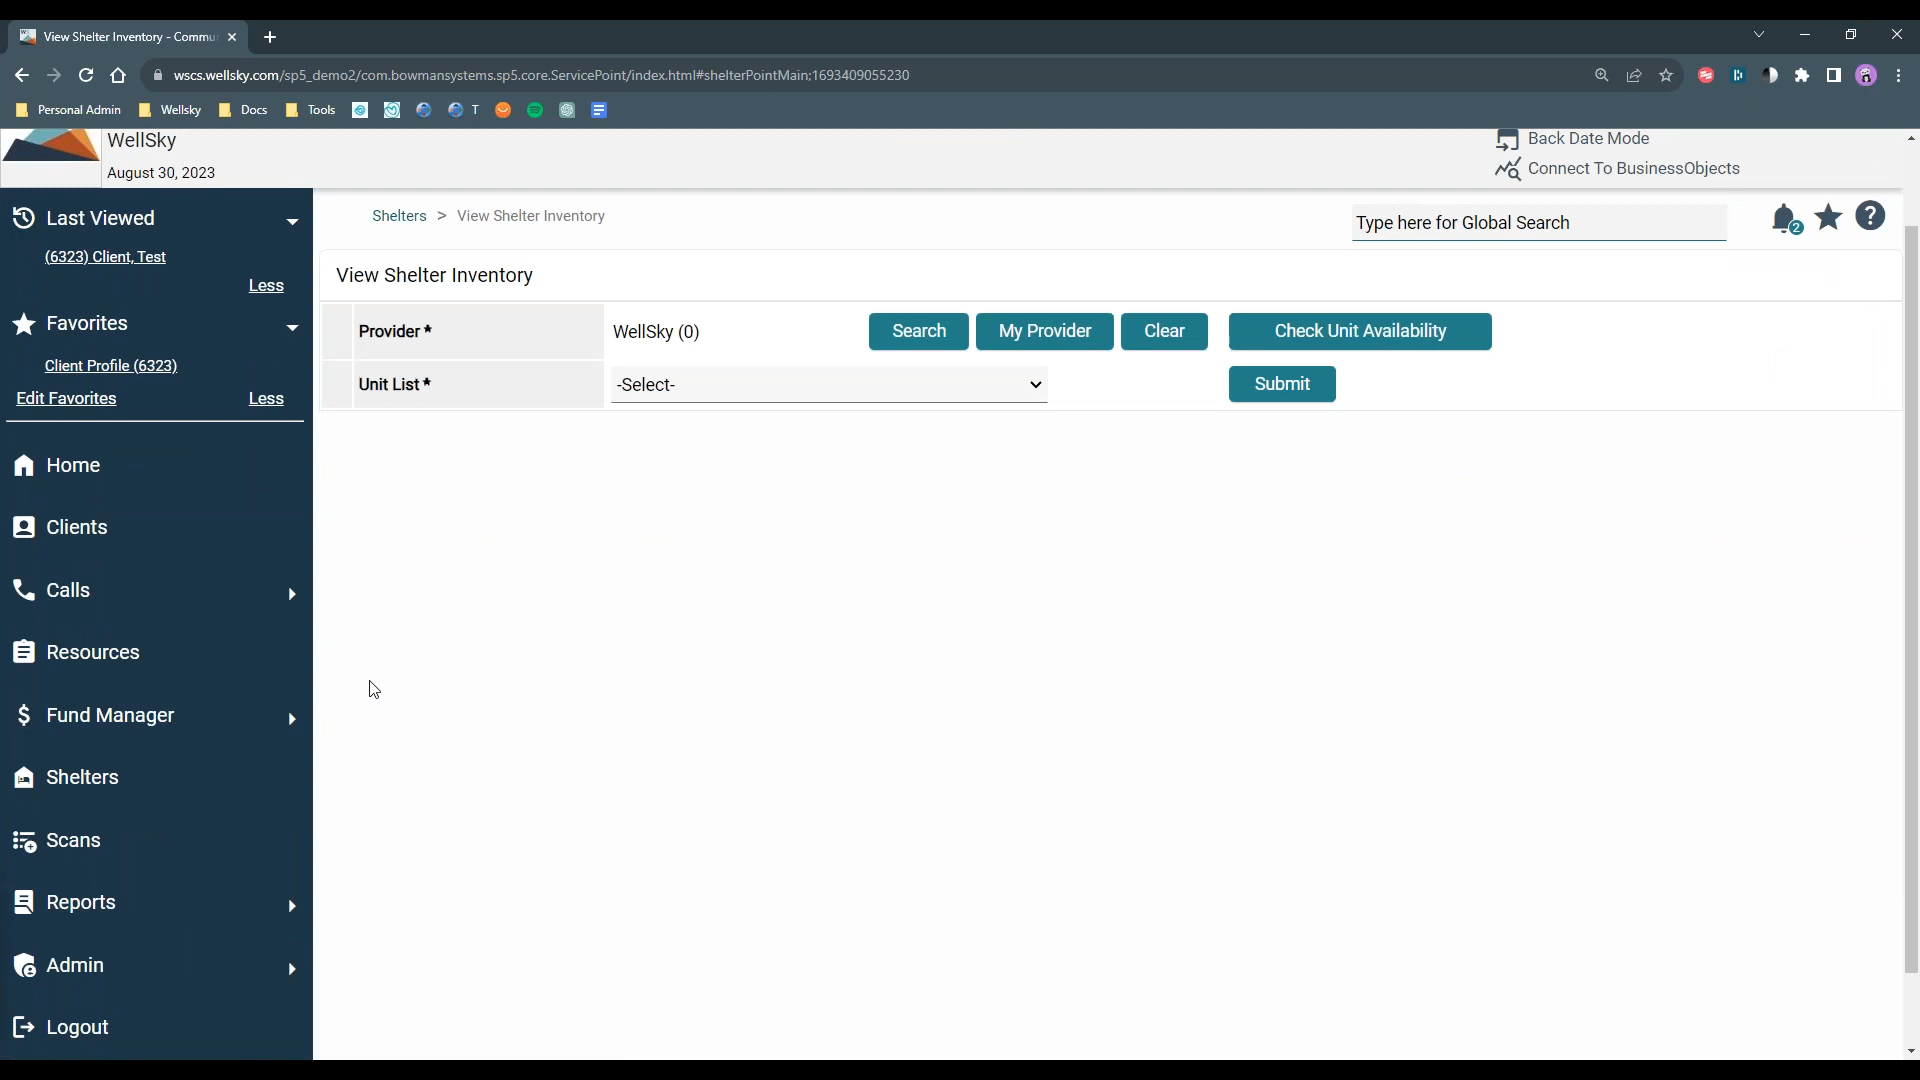 View Shelter Inventory - Commu
wscs.wellsky.com/sp5_demo2/com.bowmansystems.sp5.core.ServicePoint/index.html#shelterPointMain;1693409055230
Personal Admin Wellsky Docs Tools T
WellSky
August 30, 2023
Back Date Mode
Connect To BusinessObjects
Last Viewed
(6323) Client, Test
Less
Favorites
Client Profile (6323)
Edit Favorites Less
Home
Clients
Calls
Resources
Fund Manager
Shelters
Scans
Reports
Admin
Logout
Shelters > View Shelter Inventory
Type here for Global Search
2
View Shelter Inventory
Provider * WellSky (0) Search My Provider Clear Check Unit Availability
Unit List * -Select- Submit